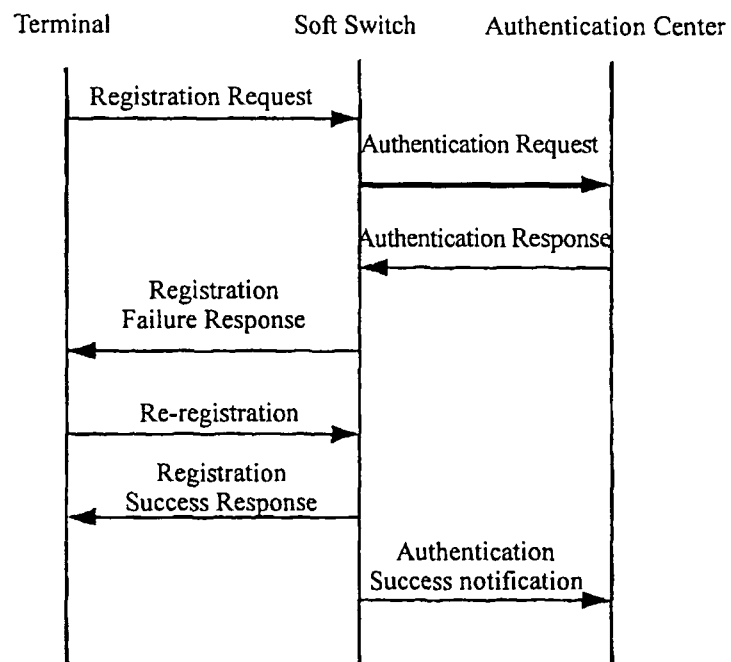 Terminal
Soft Switch
Authentication Center
Registration Request
Authentication Request
Authentication Response
Registration
Failure Response
Re-registration
Registration
Success Response
Authentication
Success notification